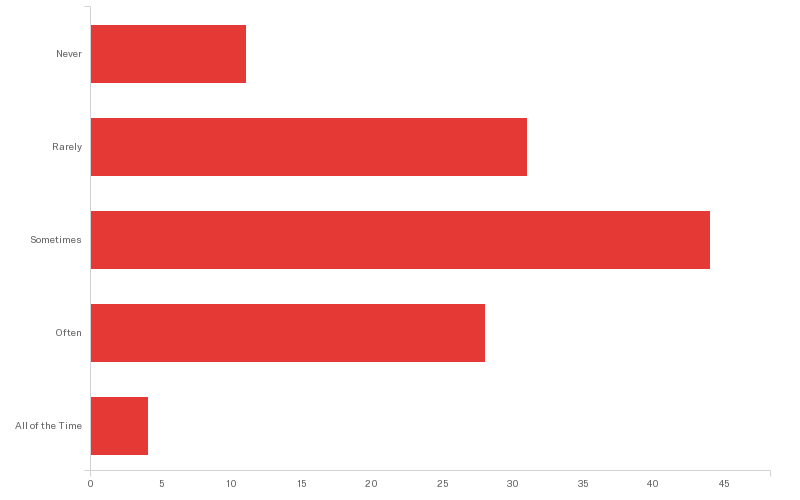 Never
Rarely
Sometimes
Often
All of the Time
0 5 10 15 20 25 30 35 40 45